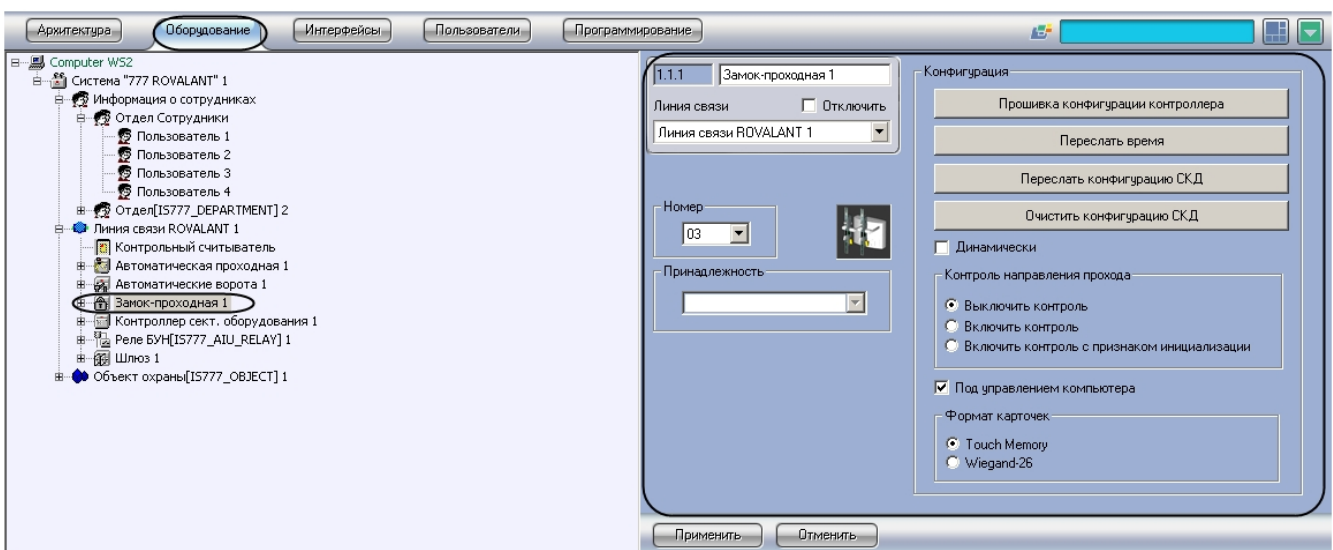 Архитектура
Оборудование
Интерфейсы
Пользователи
Программирование
Computer WS2
Система "777 ROVALANT" 1
Информация о сотрудниках
Отдел Сотрудники
Пользователь 1
Пользователь 2
Пользователь 3
Пользователь 4
Отдел[IS777_DEPARTMENT] 2
Линия связи ROVALANT 1
Контрольный считыватель
Автоматическая проходная 1
Автоматические ворота 1
Замок-проходная 1
Контроллер сект. оборудования 1
Реле БУН[IS777_AIU_RELAY] 1
Шлюз 1
Объект охраны[IS777_OBJECT] 1
1.1.1 Замок-проходная 1
Линия связи Отключить
Линия связи ROVALANT 1
Номер
03
Принадлежность
Конфигурация
Прошивка конфигурации контроллера
Переслать время
Переслать конфигурацию СКД
Очистить конфигурацию СКД
Динамически
Контроль направления прохода
Выключить контроль
Включить контроль
Включить контроль с признаком инициализации
Под управлением компьютера
Формат карточек
Touch Memory
Wiegand-26
Применить
Отменить